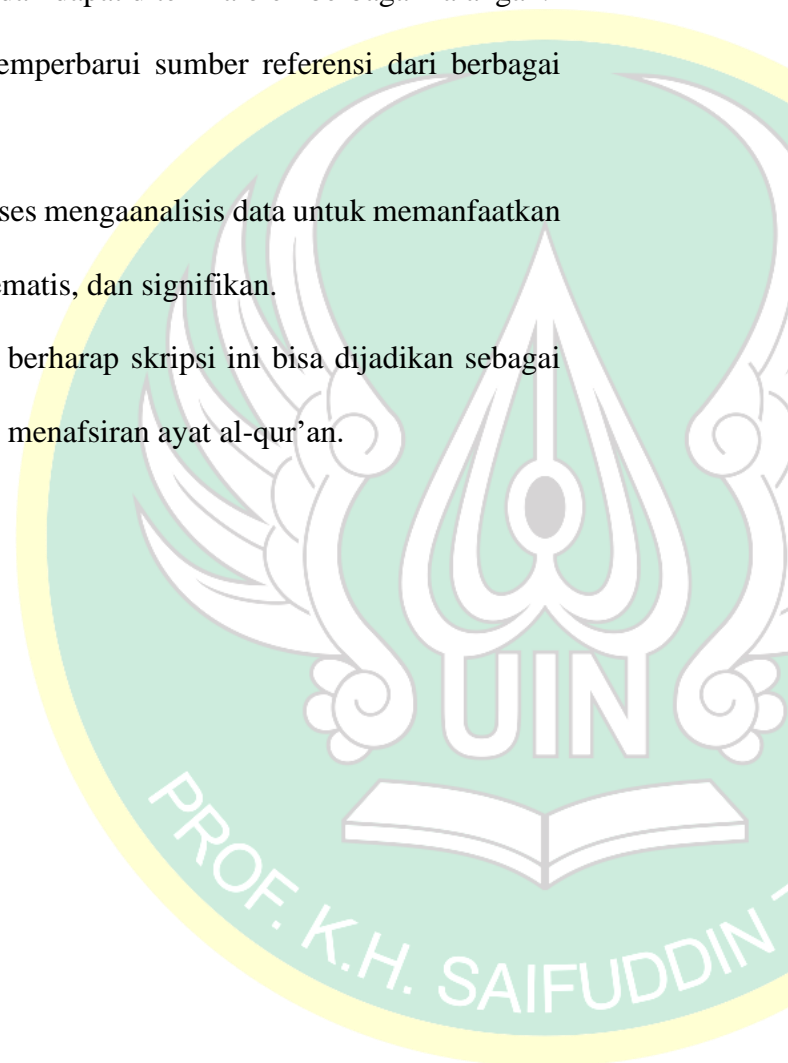 emperbarui sumber referensi dari berbagai
ses mengaanalisis data untuk memanfaatkan
ematis, dan signifikan.
berharap skripsi ini bisa dijadikan sebagai
menafsiran ayat al-qur’an.
UIN
PROF. K.H. SAIFUDDIN